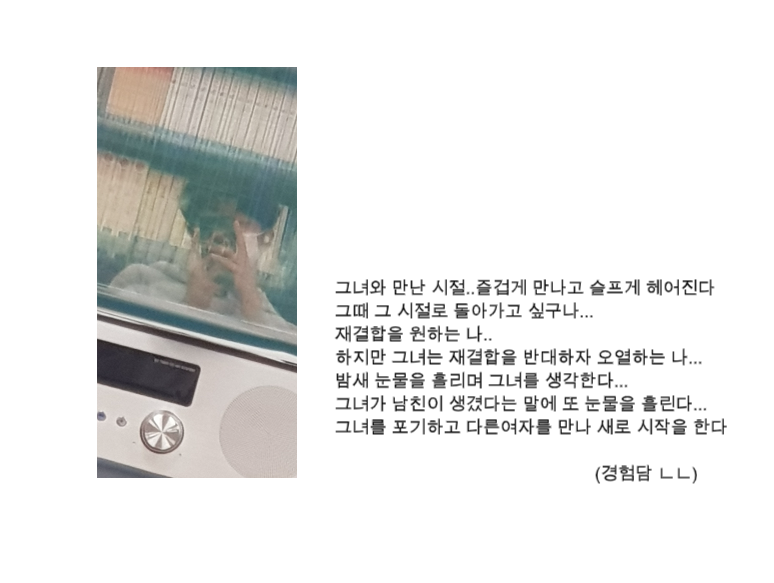 그녀와 만난 시절..즐겁게 만나고 슬프게 헤어진다
그때 그 시절로 돌아가고 싶구나...
재결합을 원하는 나..
하지만 그녀는 재결합을 반대하자 오열하는 나...
밤새 눈물을 흘리며 그녀를 생각한다...
그녀가 남친이 생겼다는 말에 또 눈물을 흘린다...
그녀를 포기하고 다른여자를 만나 새로 시작을 한다
(경험담 ㄴㄴ)